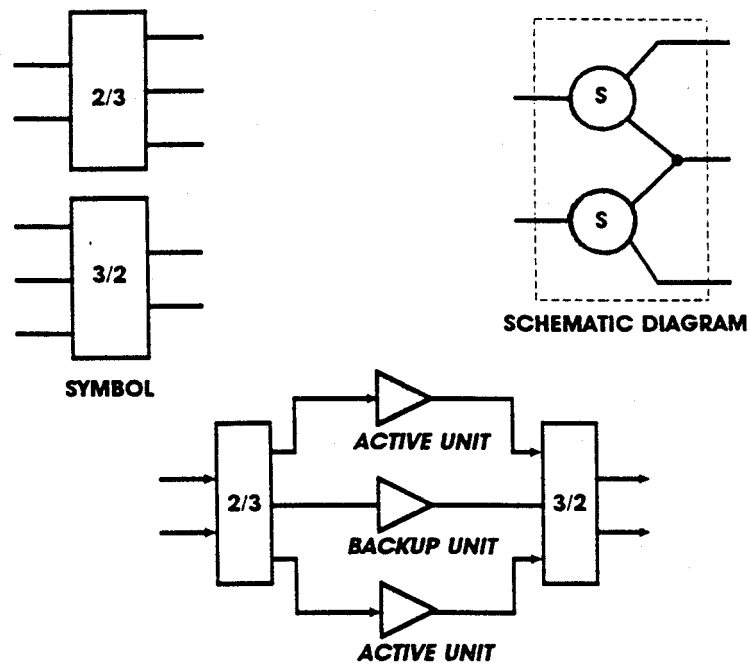 2/3
S
S
3/2
SCHEMATIC DIAGRAM
SYMBOL
ACTIVE UNIT
2/3
3/2
BACKUP UNIT
ACTIVE UNIT